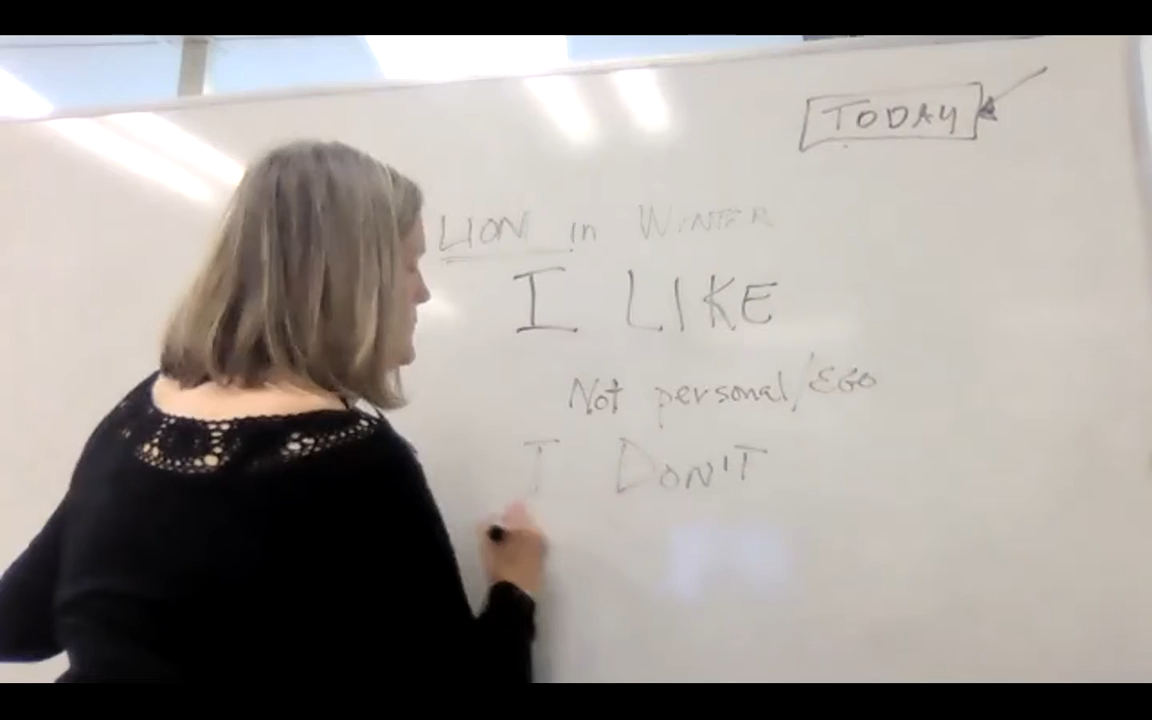 TODAY
LION in WINTER
I LIKE
Not personal/EGO
I DON'T